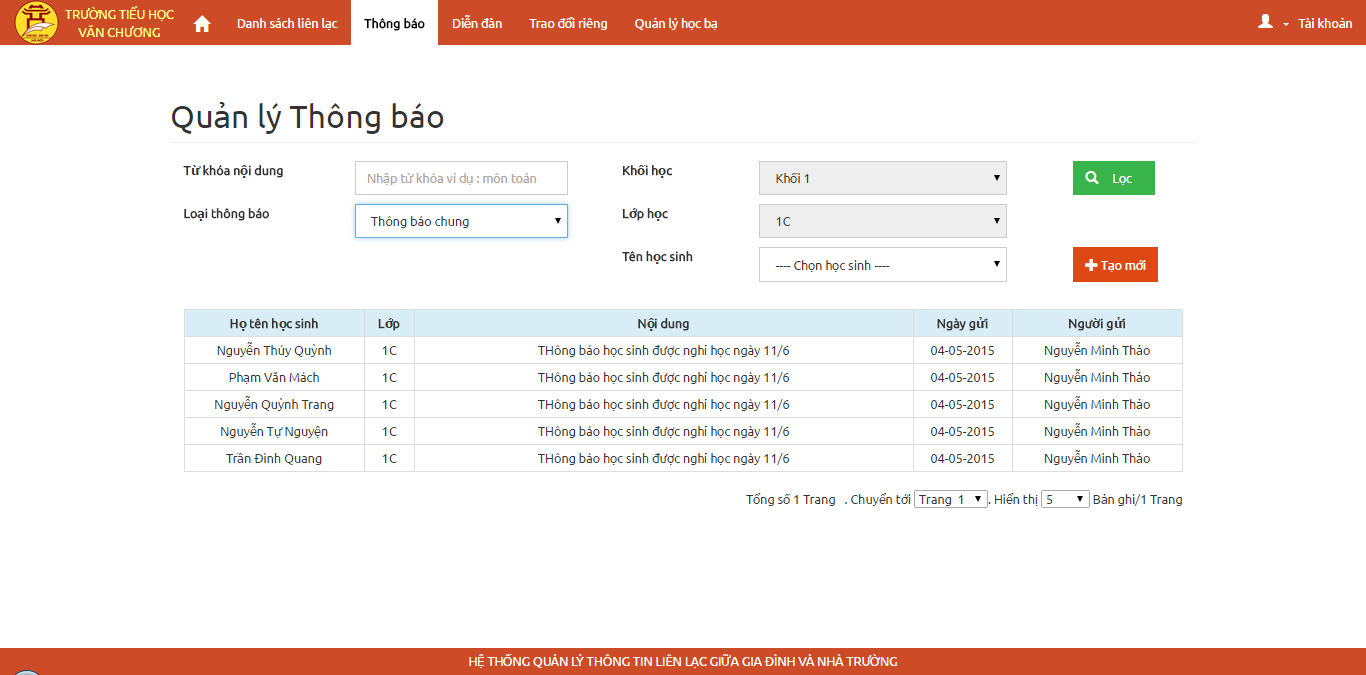 TRƯỜNG TIỂU HỌC
VĂN CHƯƠNG
Danh sách liên lạc Thông báo Diễn đàn Trao đổi riêng Quản lý học bạ Tài khoản
Quản lý Thông báo
Từ khóa nội dung Nhập từ khóa ví dụ : môn toán Khối học Khối 1 Lọc
Loại thông báo Thông báo chung Lớp học 1C
Tên học sinh ---- Chọn học sinh ---- Tạo mới
Họ tên học sinh Lớp Nội dung Ngày gửi Người gửi
Nguyễn Thúy Quỳnh 1C THông báo học sinh được nghỉ học ngày 11/6 04-05-2015 Nguyễn Minh Thảo
Phạm Văn Mách 1C THông báo học sinh được nghỉ học ngày 11/6 04-05-2015 Nguyễn Minh Thảo
Nguyễn Quỳnh Trang 1C THông báo học sinh được nghỉ học ngày 11/6 04-05-2015 Nguyễn Minh Thảo
Nguyễn Tự Nguyện 1C THông báo học sinh được nghỉ học ngày 11/6 04-05-2015 Nguyễn Minh Thảo
Trần Đình Quang 1C THông báo học sinh được nghỉ học ngày 11/6 04-05-2015 Nguyễn Minh Thảo
Tổng số 1 Trang . Chuyển tới Trang 1 . Hiển thị 5 Bản ghi/1 Trang
HỆ THỐNG QUẢN LÝ THÔNG TIN LIÊN LẠC GIỮA GIA ĐÌNH VÀ NHÀ TRƯỜNG